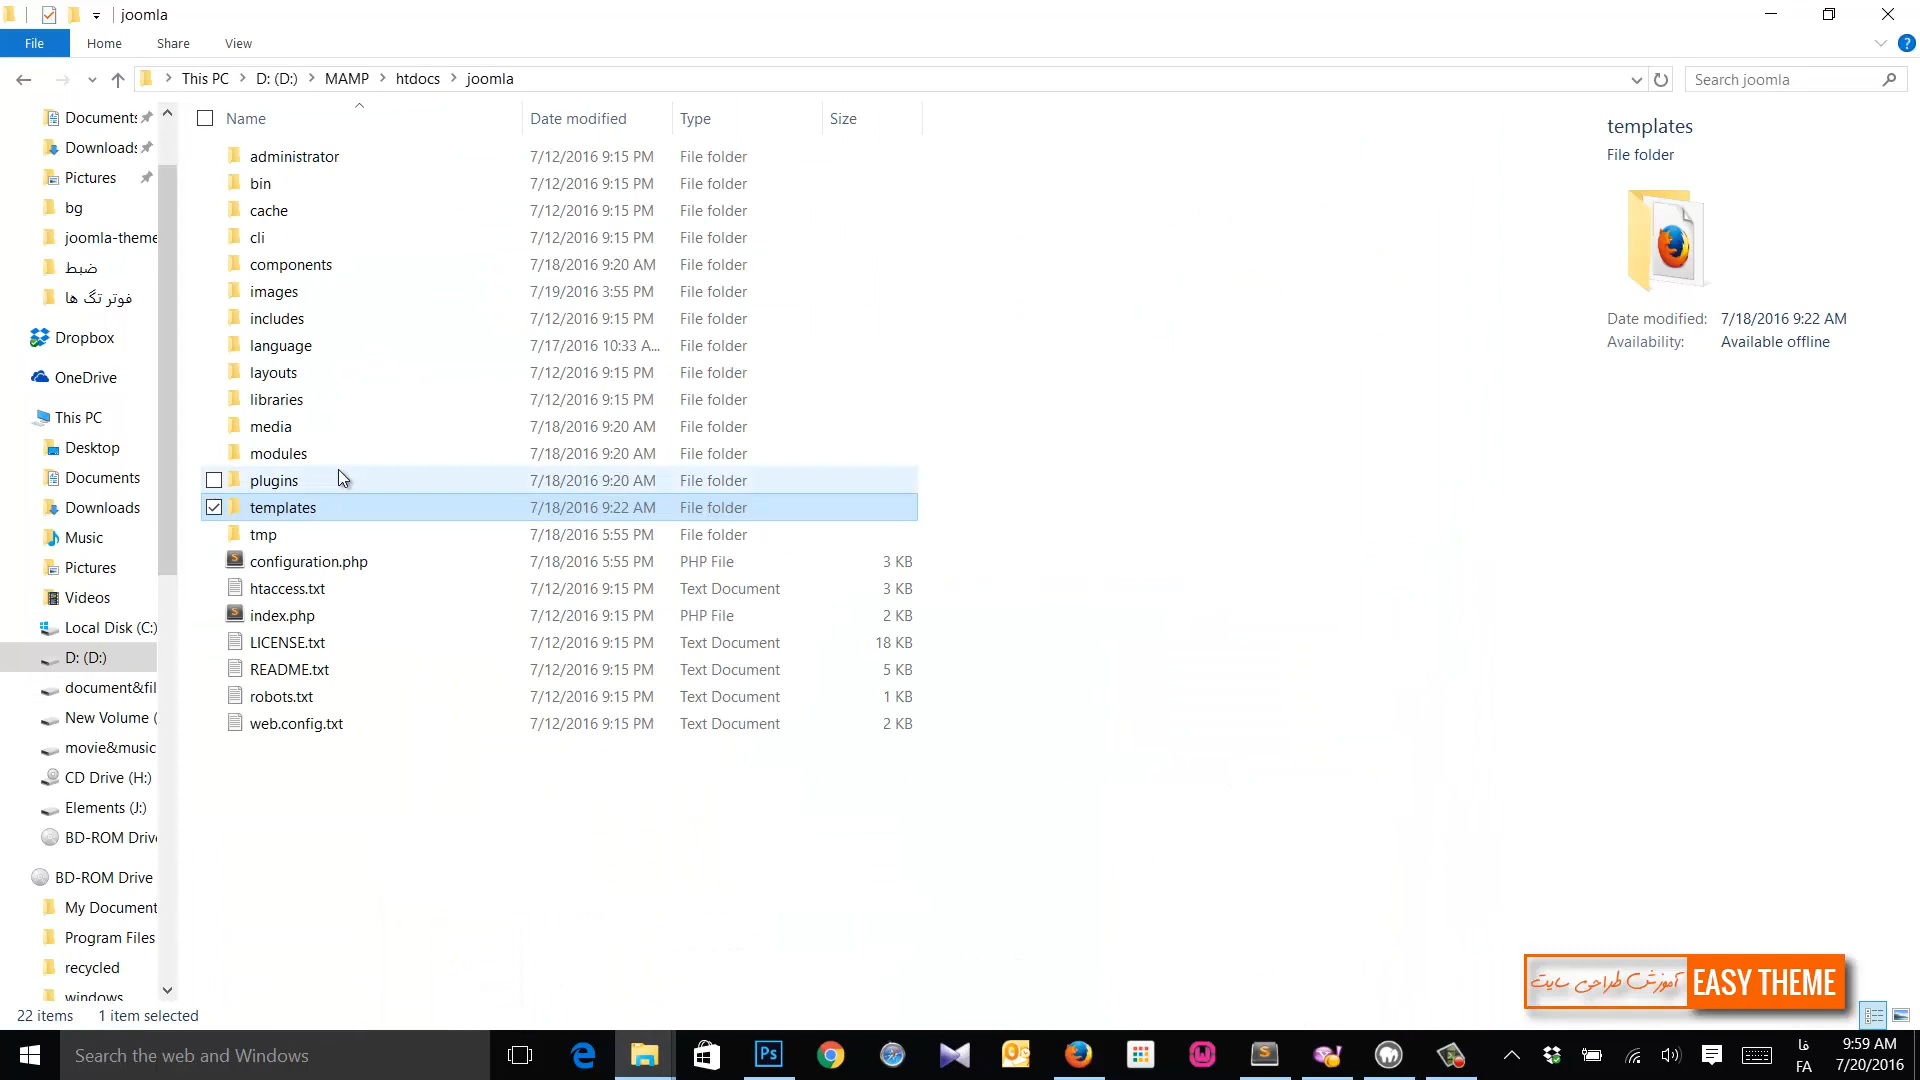 joomla
File Home Share View
This PC D: (D:) MAMP htdocs joomla
Search joomla
Documents
Downloads
Pictures
bg
joomla-theme
ضبط
فوتر تگ ها
Dropbox
OneDrive
This PC
Desktop
Documents
Downloads
Music
Pictures
Videos
Local Disk (C:)
D: (D:)
document&fil
New Volume (
movie&music
CD Drive (H:)
Elements (J:)
BD-ROM Drive
BD-ROM Drive
My Document
Program Files
recycled
windows
Name Date modified Type Size
administrator 7/12/2016 9:15 PM File folder
bin 7/12/2016 9:15 PM File folder
cache 7/12/2016 9:15 PM File folder
cli 7/12/2016 9:15 PM File folder
components 7/18/2016 9:20 AM File folder
images 7/19/2016 3:55 PM File folder
includes 7/12/2016 9:15 PM File folder
language 7/17/2016 10:33 A... File folder
layouts 7/12/2016 9:15 PM File folder
libraries 7/12/2016 9:15 PM File folder
media 7/18/2016 9:20 AM File folder
modules 7/18/2016 9:20 AM File folder
plugins 7/18/2016 9:20 AM File folder
templates 7/18/2016 9:22 AM File folder
tmp 7/18/2016 5:55 PM File folder
configuration.php 7/18/2016 5:55 PM PHP File 3 KB
htaccess.txt 7/12/2016 9:15 PM Text Document 3 KB
index.php 7/12/2016 9:15 PM PHP File 2 KB
LICENSE.txt 7/12/2016 9:15 PM Text Document 18 KB
README.txt 7/12/2016 9:15 PM Text Document 5 KB
robots.txt 7/12/2016 9:15 PM Text Document 1 KB
web.config.txt 7/12/2016 9:15 PM Text Document 2 KB
templates
File folder
Date modified: 7/18/2016 9:22 AM
Availability: Available offline
آموزش طراحی سایت EASY THEME
22 items 1 item selected
Search the web and Windows
Ps
فا
FA
9:59 AM
7/20/2016